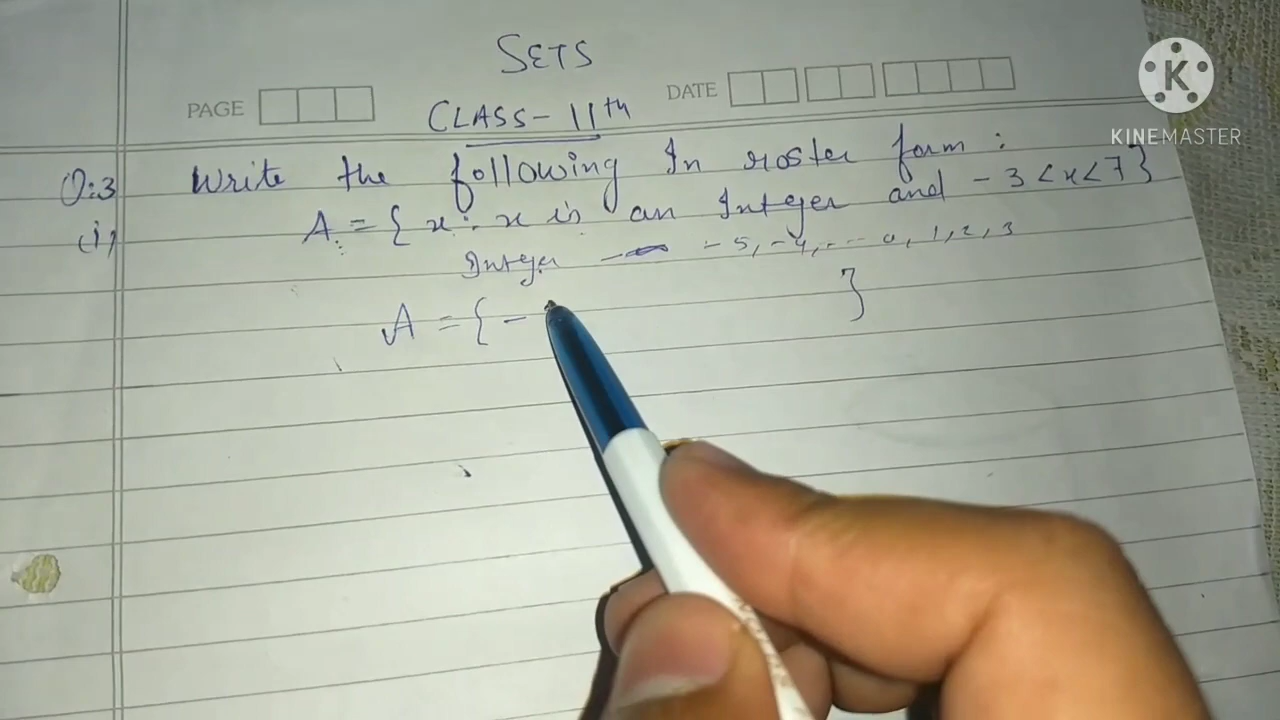 SETS
PAGE DATE
CLASS-11th
Q:3 Write the following In roster form:
(i) A = { x : x is an Integer and -3 < x < 7}
Integer - -5, -4, --- 0, 1, 2, 3
A = { - }
K
KINEMASTER